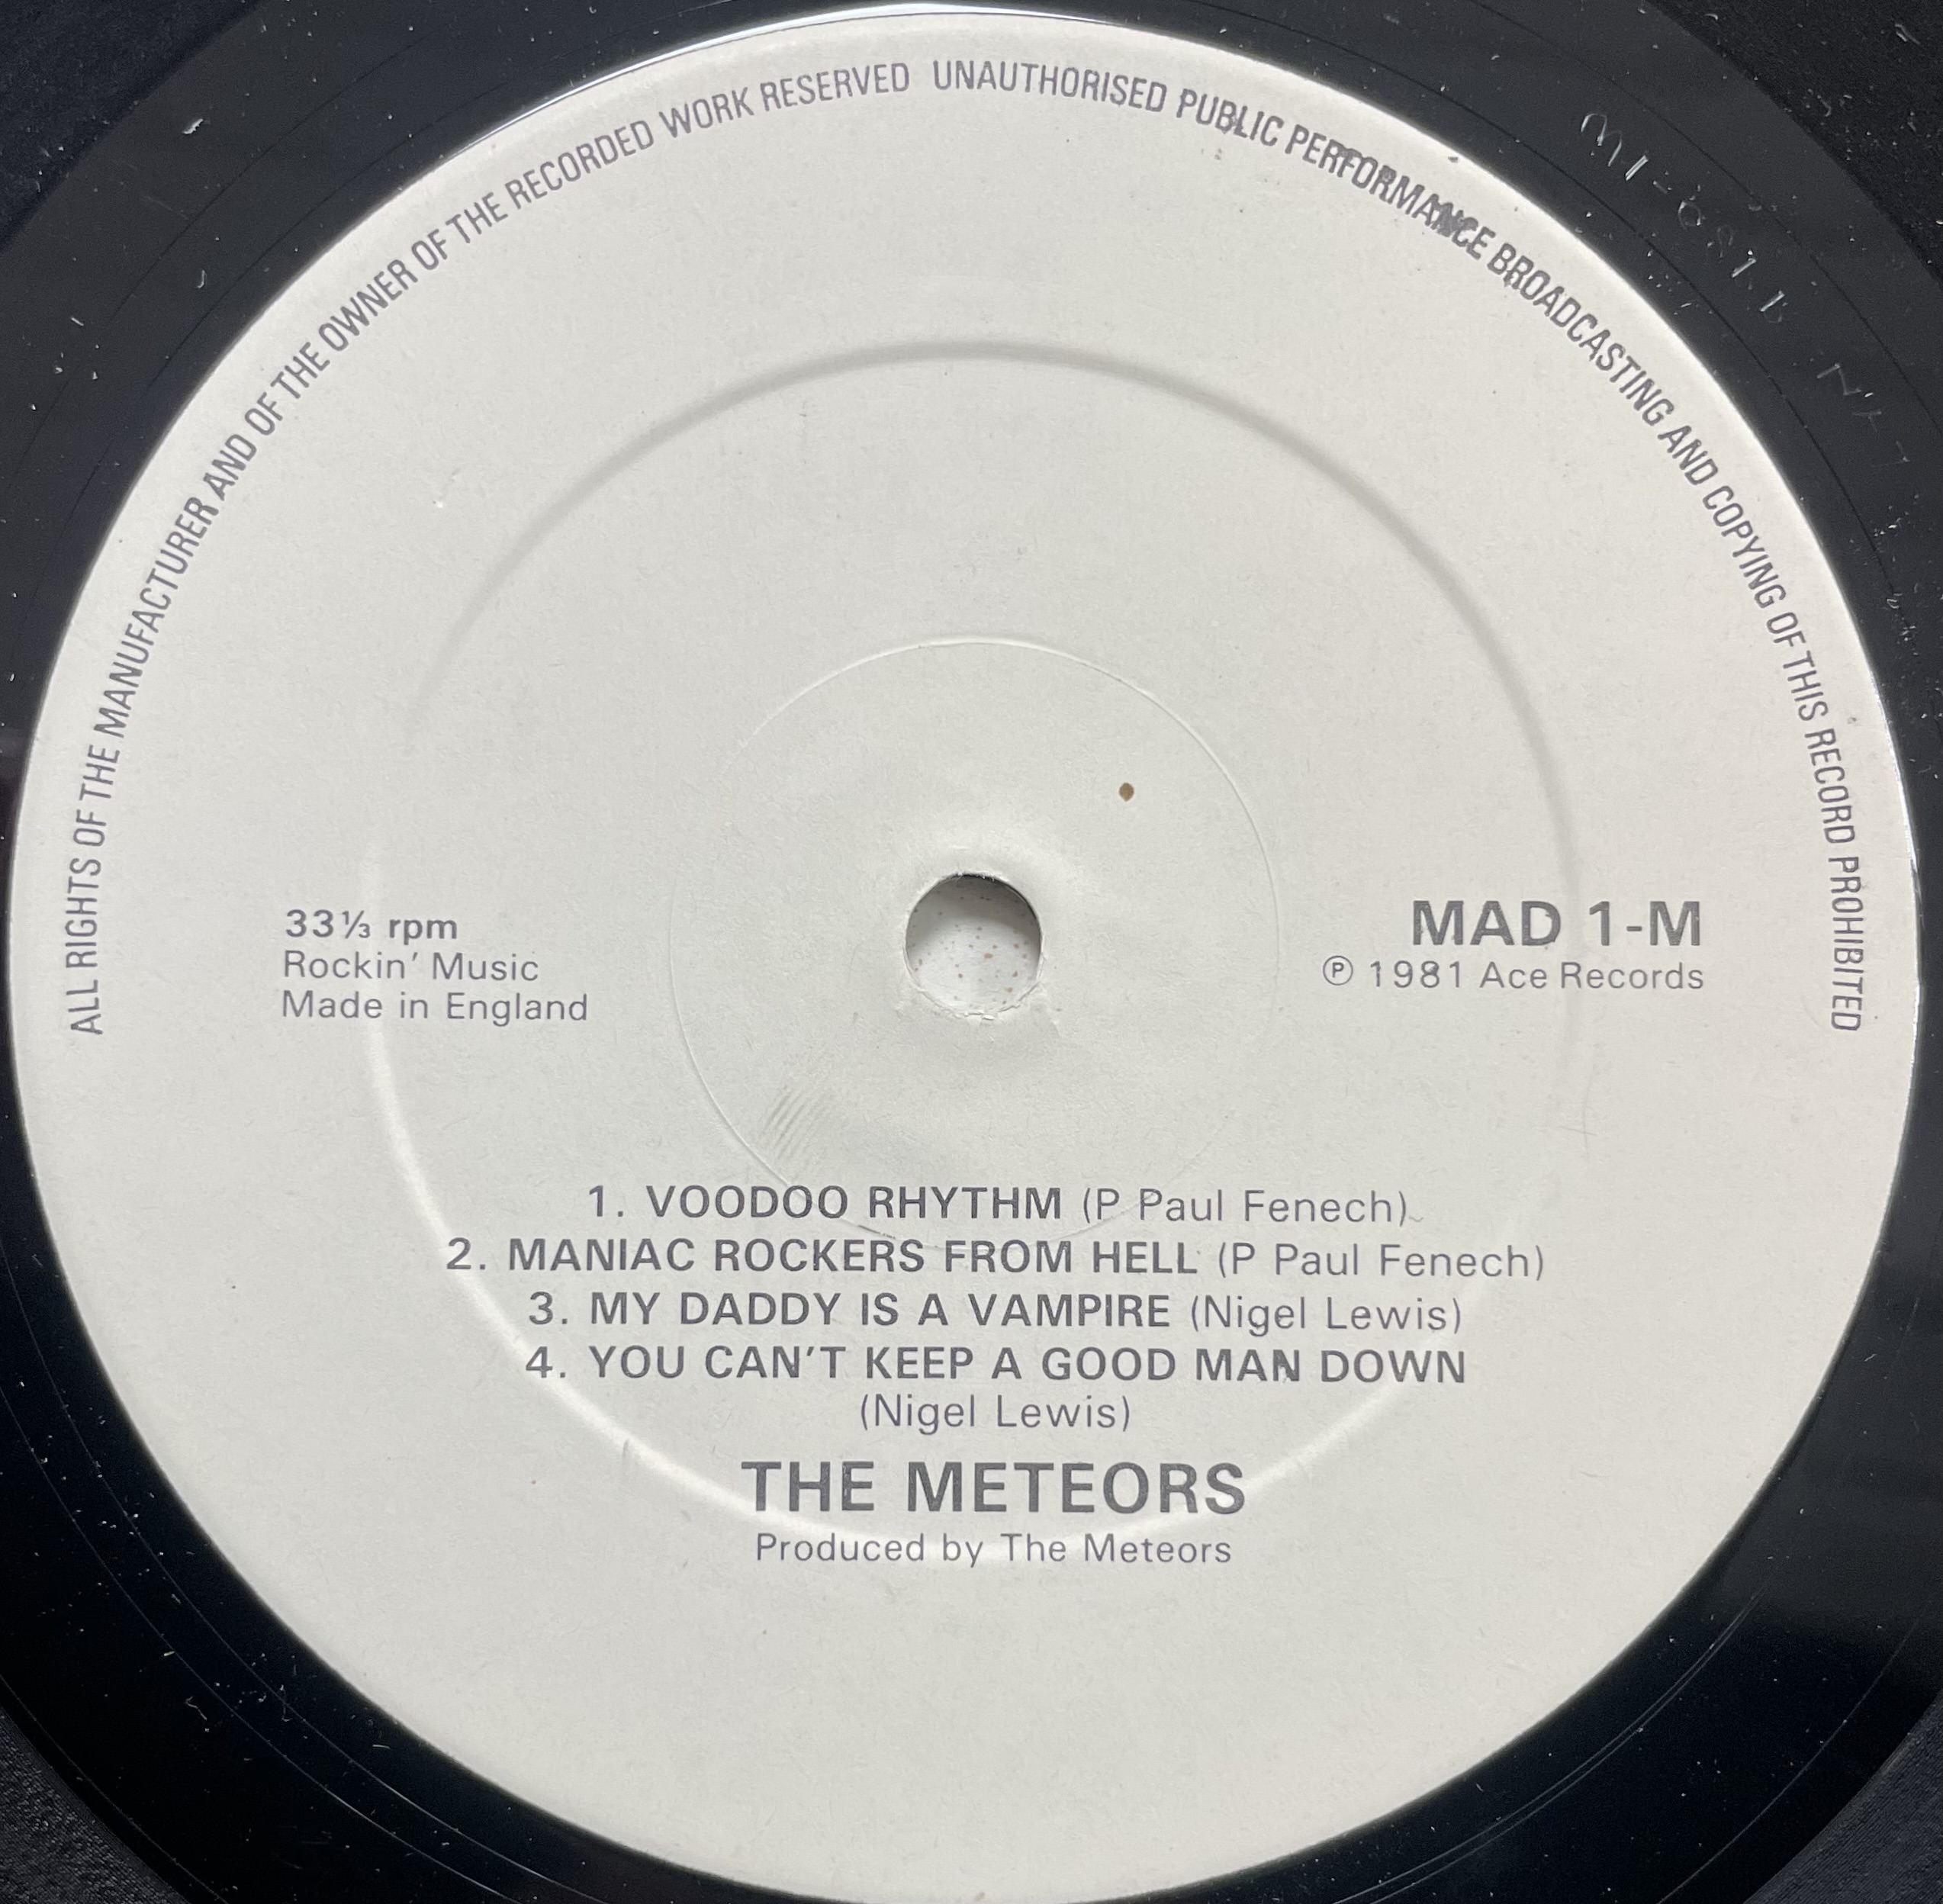 ALL RIGHTS OF THE MANUFACTURER AND OF THE OWNER OF THE RECORDED WORK RESERVED UNAUTHORISED PUBLIC PERFORMANCE BROADCASTING AND COPYING OF THIS RECORD PROHIBITED
33⅓ rpm
Rockin' Music
Made in England
MAD 1-M
℗ 1981 Ace Records
1. VOODOO RHYTHM (P Paul Fenech)
2. MANIAC ROCKERS FROM HELL (P Paul Fenech)
3. MY DADDY IS A VAMPIRE (Nigel Lewis)
4. YOU CAN'T KEEP A GOOD MAN DOWN
(Nigel Lewis)
THE METEORS
Produced by The Meteors